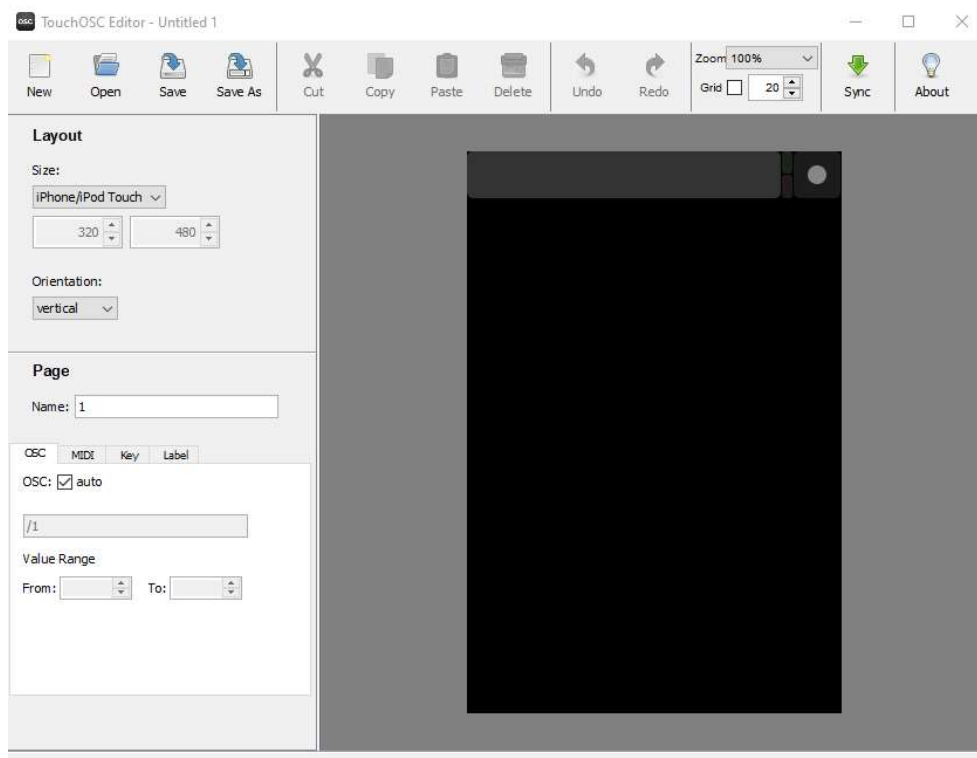 OSC TouchOSC Editor - Untitled 1
New Open Save Save As Cut Copy Paste Delete Undo Redo Sync About
Zoom 100%
Grid 20
Layout
Size:
iPhone/iPod Touch
320 480
Orientation:
vertical
Page
Name: 1
OSC MIDI Key Label
OSC: auto
/1
Value Range
From: To: